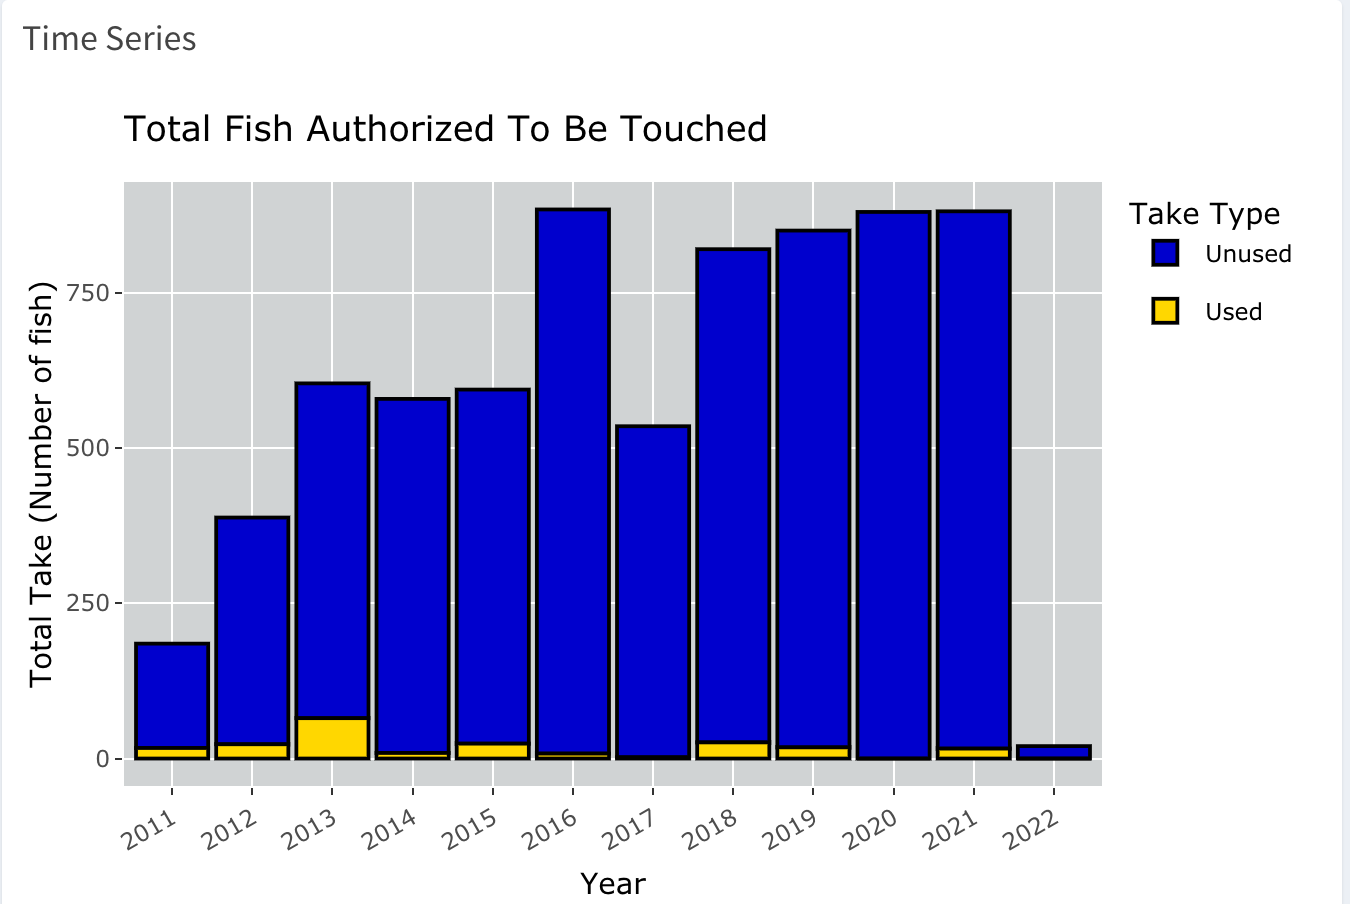 Time Series
Total Fish Authorized To Be Touched
Total Take (Number of fish)
750
500
250
0
2011 2012 2013 2014 2015 2016 2017 2018 2019 2020 2021 2022
Year
Take Type
Unused
Used